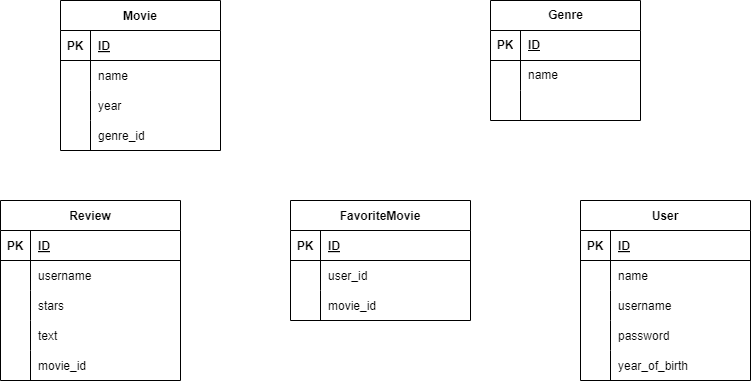 Movie
PK ID
name
year
genre_id
Genre
PK ID
name
Review
PK ID
username
stars
text
movie_id
FavoriteMovie
PK ID
user_id
movie_id
User
PK ID
name
username
password
year_of_birth